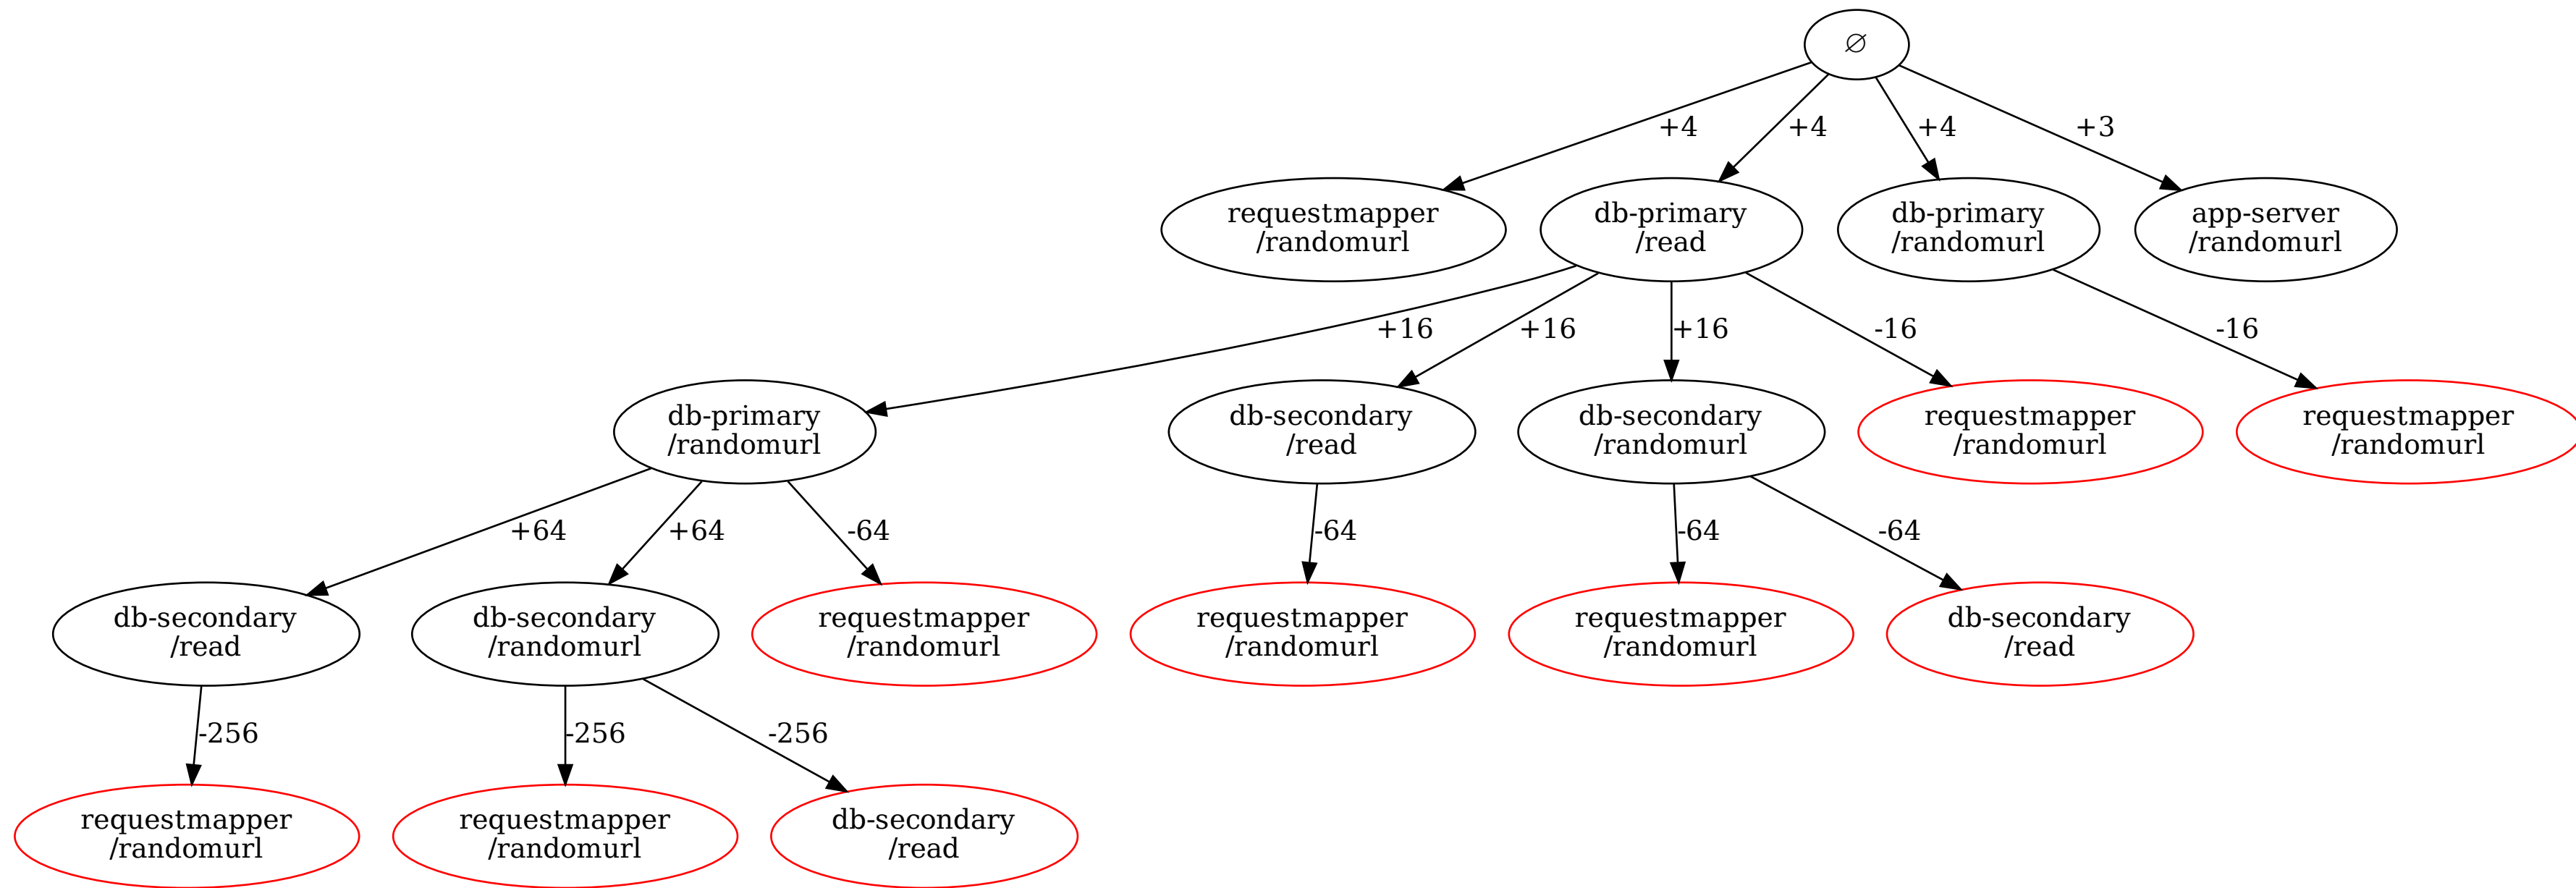 ∅
+4
+4
+4
+3
requestmapper
/randomurl
db-primary
/read
db-primary
/randomurl
app-server
/randomurl
+16
+16
+16
-16
-16
db-primary
/randomurl
db-secondary
/read
db-secondary
/randomurl
requestmapper
/randomurl
requestmapper
/randomurl
+64
+64
-64
-64
-64
-64
db-secondary
/read
db-secondary
/randomurl
requestmapper
/randomurl
requestmapper
/randomurl
requestmapper
/randomurl
db-secondary
/read
-256
-256
-256
requestmapper
/randomurl
requestmapper
/randomurl
db-secondary
/read